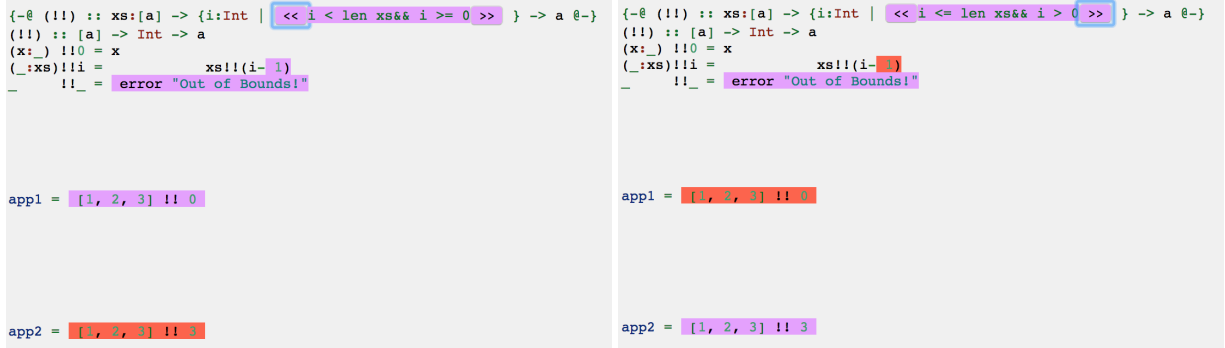 {-@ (!!) :: xs:[a] -> {i:Int | << i < len xs&& i >= 0 >> } -> a @-}
(!!) :: [a] -> Int -> a
(x:_) !!0 = x
(_:xs)!!i = xs!!(i- 1)
_ !!_ = error "Out of Bounds!"
app1 = [1, 2, 3] !! 0
app2 = [1, 2, 3] !! 3
{-@ (!!) :: xs:[a] -> {i:Int | << i <= len xs&& i > 0 >> } -> a @-}
(!!) :: [a] -> Int -> a
(x:_) !!0 = x
(_:xs)!!i = xs!!(i- 1)
_ !!_ = error "Out of Bounds!"
app1 = [1, 2, 3] !! 0
app2 = [1, 2, 3] !! 3